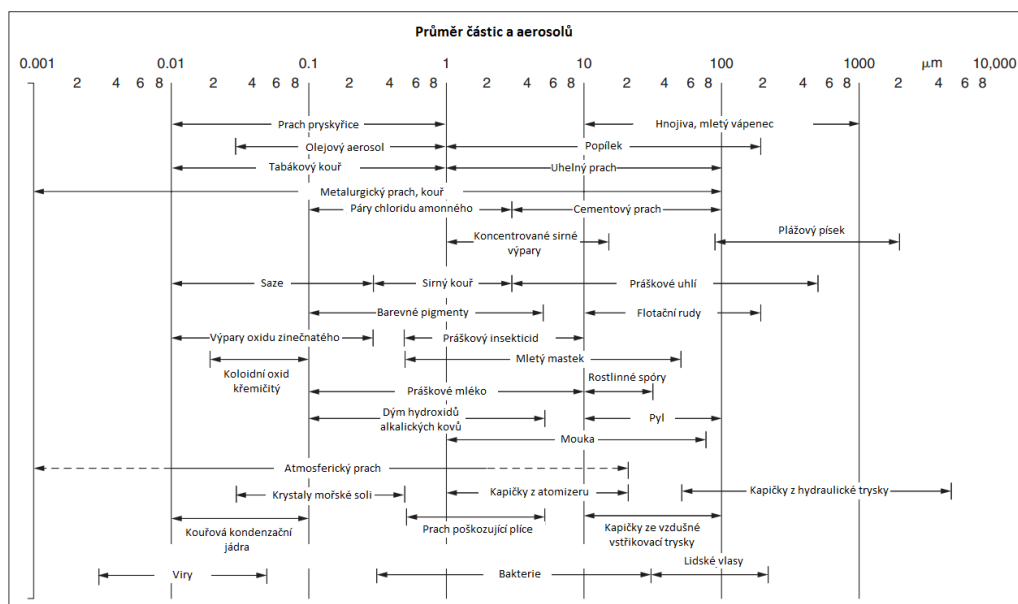 Průměr částic a aerosolů
0.001 0.01 0.1 1 10 100 1000 μm 10,000
2 4 6 8 2 4 6 8 2 4 6 8 2 4 6 8 2 4 6 8 2 4 6 8 2 4 6 8
Prach pryskyřice Hnojiva, mletý vápenec
Olejový aerosol Popílek
Tabákový kouř Uhelný prach
Metalurgický prach, kouř
Páry chloridu amonného Cementový prach
Koncentrované sirné
výpary
Plážový písek
Saze Sirný kouř Práškové uhlí
Barevné pigmenty Flotační rudy
Výpary oxidu zinečnatého Práškový insekticid
Mletý mastek
Koloidní oxid
křemičitý
Rostlinné spóry
Práškové mléko
Dým hydroxidů
alkalických kovů
Pyl
Mouka
Atmosferický prach
Krystaly mořské soli Kapičky z atomizeru Kapičky z hydraulické trysky
Kouřová kondenzační
jádra
Prach poškozující plíce
Kapičky ze vzdušné
vstřikovací trysky
Lidské vlasy
Viry Bakterie